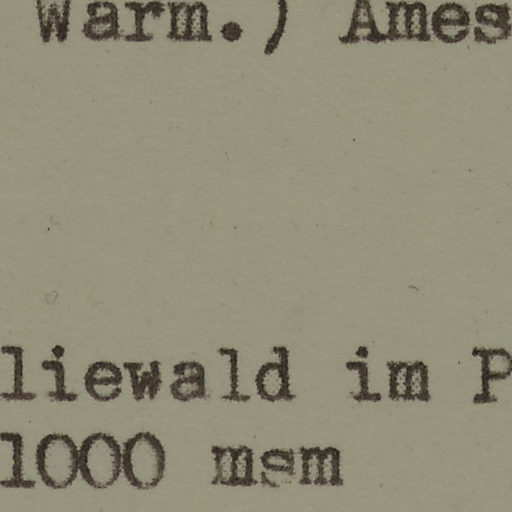 Warm.) Ames
liewald im P
1000 msm